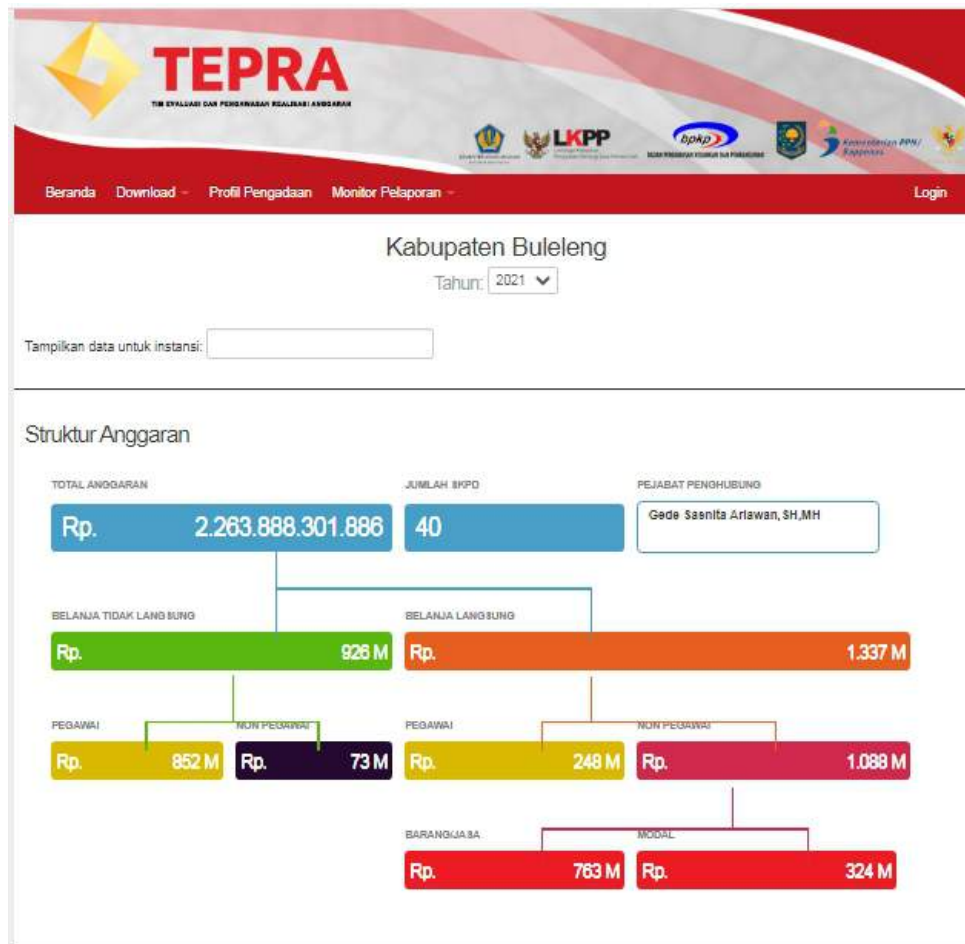 TEPRA
TIM EVALUASI DAN PENGAWASAN REALISASI ANGGARAN
LKPP
bpkp
Kementerian PPN/
Bappenas
Beranda Download Profil Pengadaan Monitor Pelaporan Login
Kabupaten Buleleng
Tahun: 2021
Tampilkan data untuk instansi:
Struktur Anggaran
TOTAL ANGGARAN JUMLAH SKPD PEJABAT PENGHUBUNG
Rp. 2.263.888.301.886 40 Gede Sasnita Ariawan, SH,MH
BELANJA TIDAK LANGSUNG BELANJA LANGSUNG
Rp. 926 M Rp. 1.337 M
PEGAWAI NON PEGAWAI PEGAWAI NON PEGAWAI
Rp. 852 M Rp. 73 M Rp. 248 M Rp. 1.088 M
BARANG/JASA MODAL
Rp. 763 M Rp. 324 M